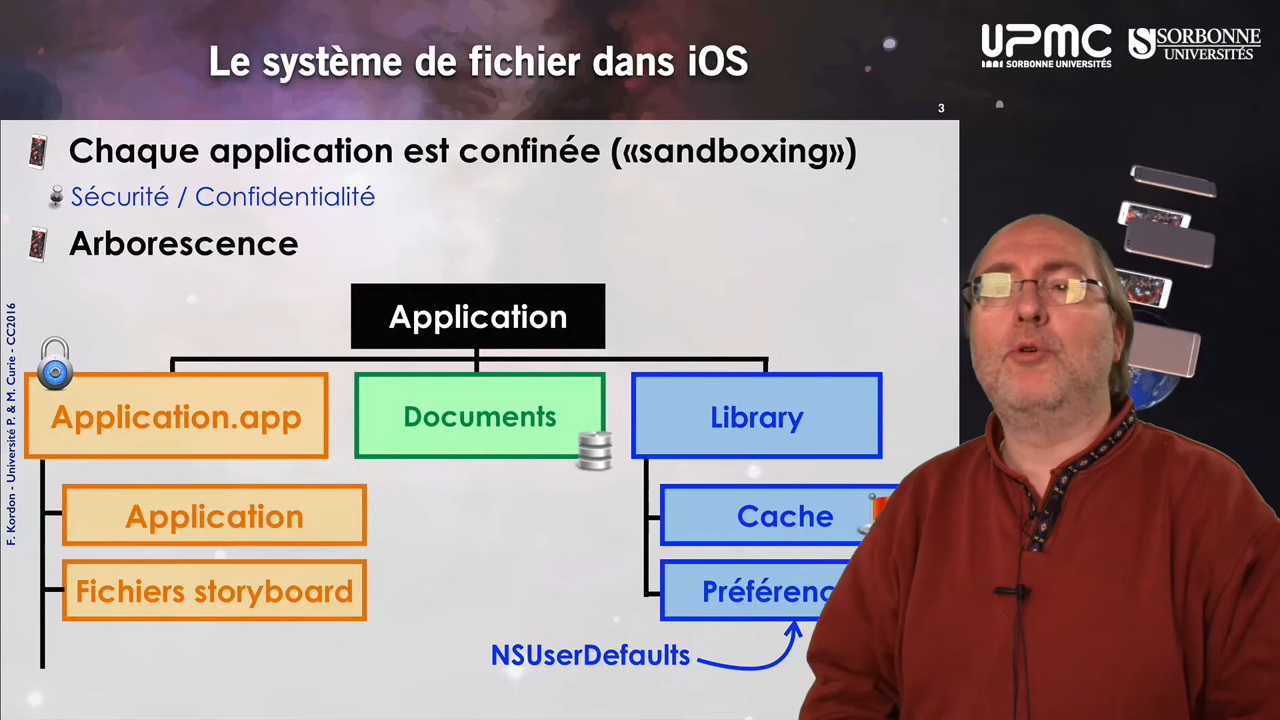 Le système de fichier dans iOS
UPMC
SORBONNE UNIVERSITÉS
SORBONNE
UNIVERSITÉS
3
Chaque application est confinée («sandboxing»)
Sécurité / Confidentialité
Arborescence
Application
Application.app
Documents
Library
Application
Cache
Fichiers storyboard
Préférenc
NSUserDefaults
F. Kordon - Université P. & M. Curie - CC2016